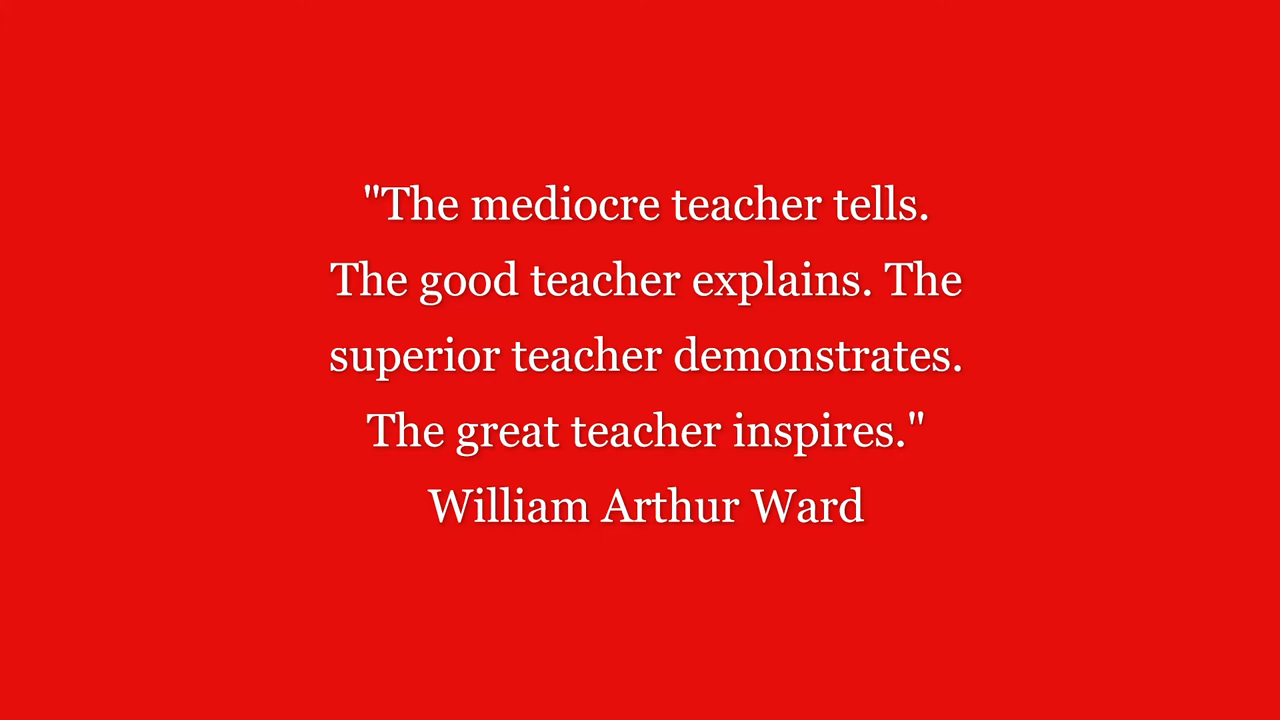 "The mediocre teacher tells.
The good teacher explains. The
superior teacher demonstrates.
The great teacher inspires."
William Arthur Ward